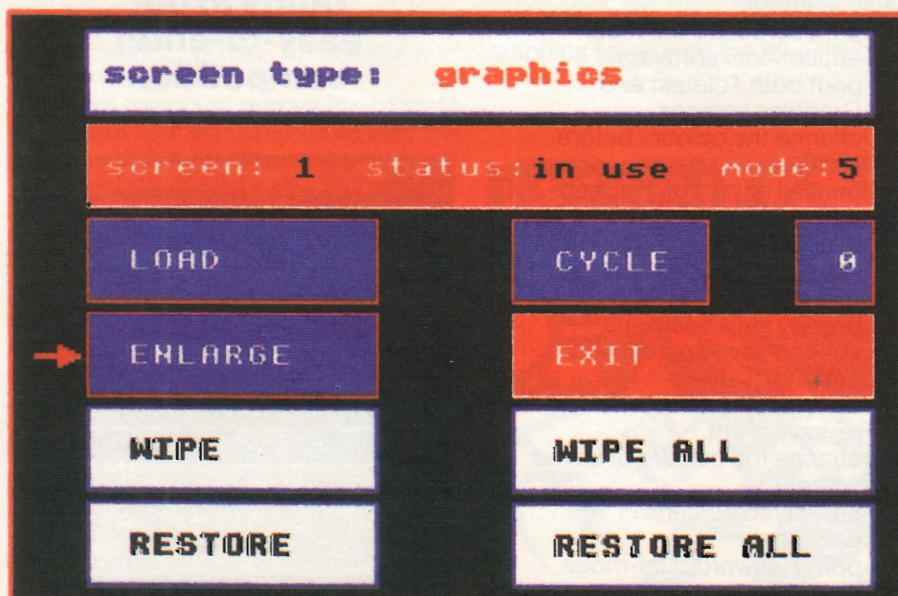 screen type: graphics
screen: 1 status: in use mode: 5
LOAD CYCLE 0
ENLARGE EXIT
WIPE WIPE ALL
RESTORE RESTORE ALL